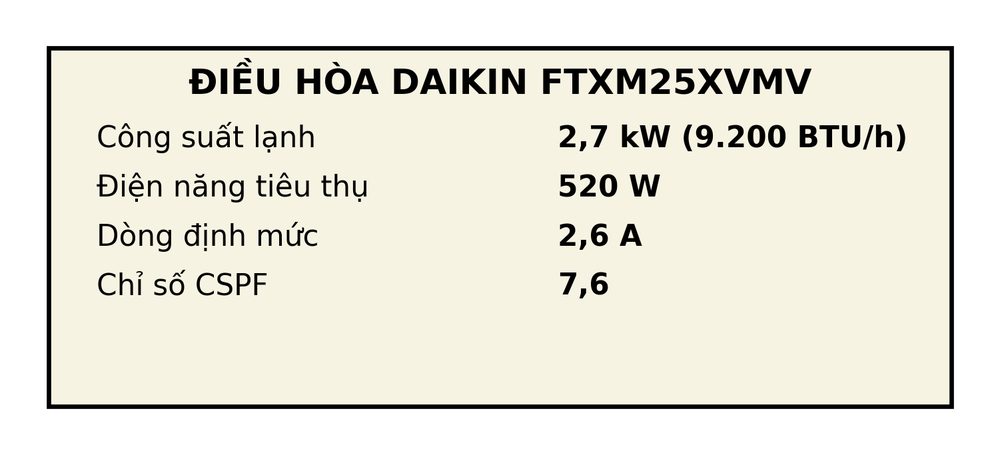 ĐIỀU HÒA DAIKIN FTXM25XVMV
Công suất lạnh 2,7 kW (9.200 BTU/h)
Điện năng tiêu thụ 520 W
Dòng định mức 2,6 A
Chỉ số CSPF 7,6